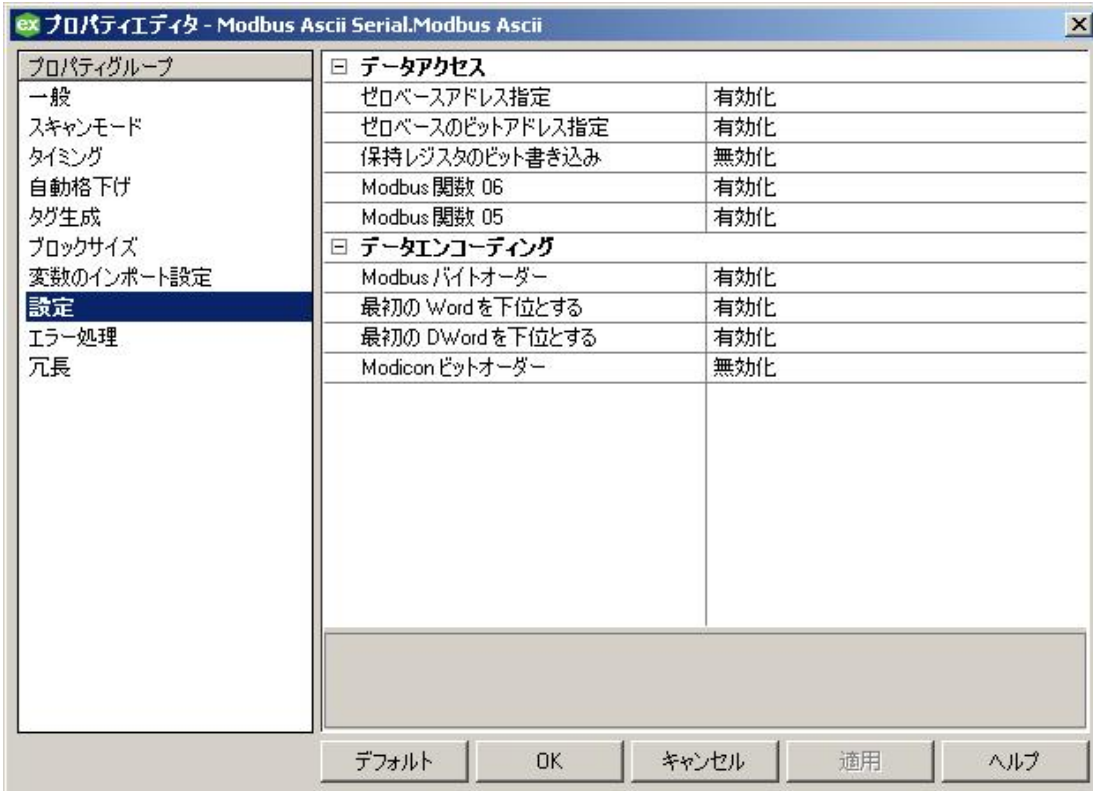 ex プロパティエディタ - Modbus Ascii Serial.Modbus Ascii
プロパティグループ
一般
スキャンモード
タイミング
自動格下げ
タグ生成
ブロックサイズ
変数のインポート設定
設定
エラー処理
冗長
データアクセス
ゼロベースアドレス指定 有効化
ゼロベースのビットアドレス指定 有効化
保持レジスタのビット書き込み 無効化
Modbus 関数 06 有効化
Modbus 関数 05 有効化
データエンコーディング
Modbus バイトオーダー 有効化
最初の Word を下位とする 有効化
最初の DWord を下位とする 有効化
Modicon ビットオーダー 無効化
デフォルト OK キャンセル 適用 ヘルプ